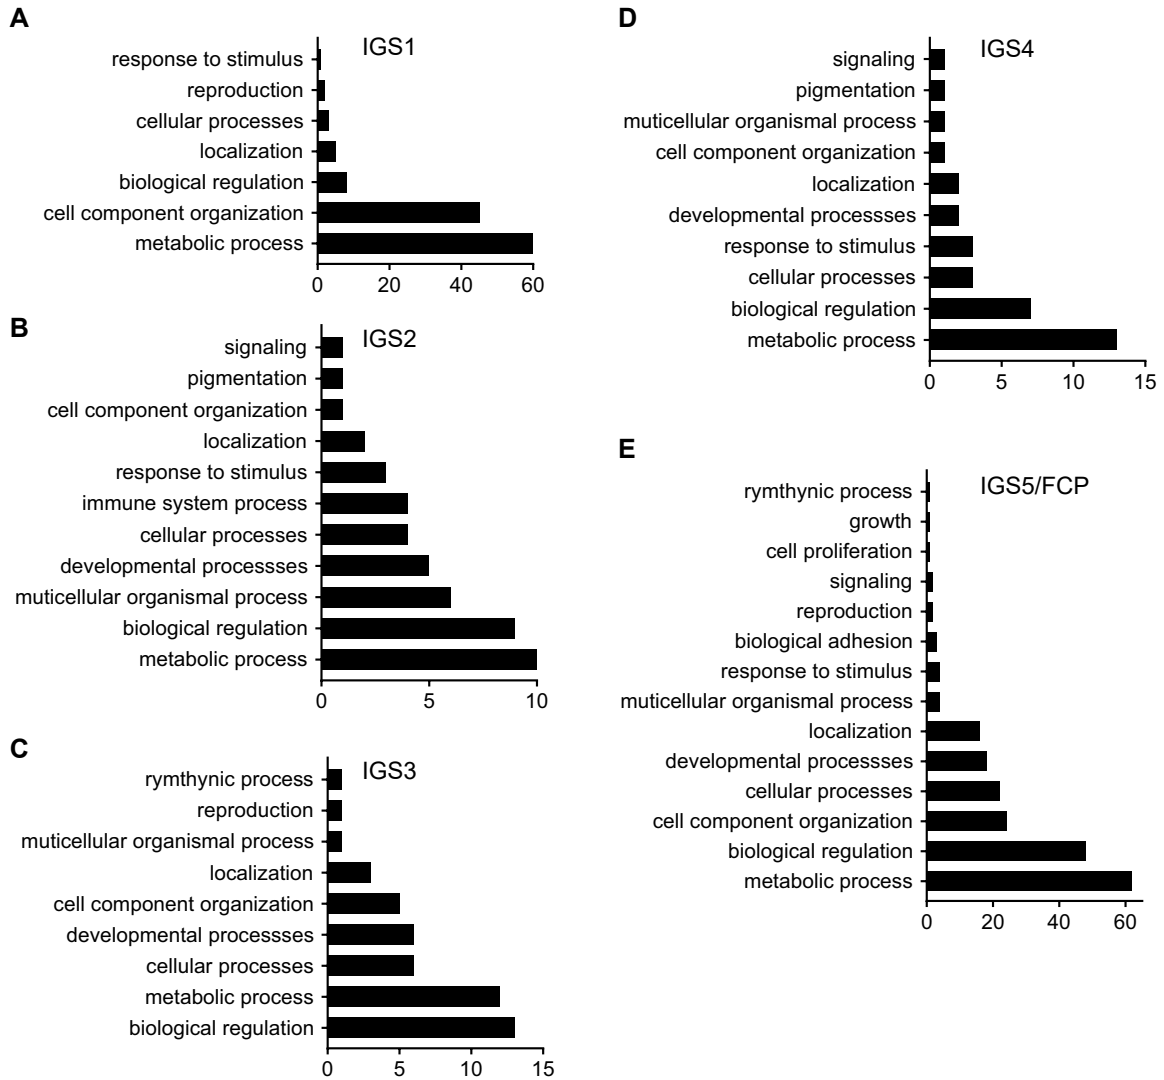 A
IGS1
response to stimulus
reproduction
cellular processes
localization
biological regulation
cell component organization
metabolic process
0 20 40 60
B
IGS2
signaling
pigmentation
cell component organization
localization
response to stimulus
immune system process
cellular processes
developmental processses
muticellular organismal process
biological regulation
metabolic process
0 5 10
C
IGS3
rymthynic process
reproduction
muticellular organismal process
localization
cell component organization
developmental processses
cellular processes
metabolic process
biological regulation
0 5 10 15
D
IGS4
signaling
pigmentation
muticellular organismal process
cell component organization
localization
developmental processses
response to stimulus
cellular processes
biological regulation
metabolic process
0 5 10 15
E
IGS5/FCP
rymthynic process
growth
cell proliferation
signaling
reproduction
biological adhesion
response to stimulus
muticellular organismal process
localization
developmental processses
cellular processes
cell component organization
biological regulation
metabolic process
0 20 40 60